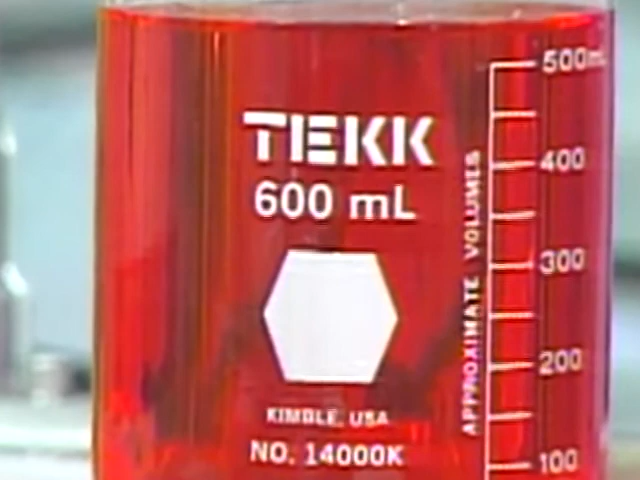 TEKK
600 mL
KIMBLE, USA
NO. 14000K
APPROXIMATE VOLUMES
500mL
400
300
200
100